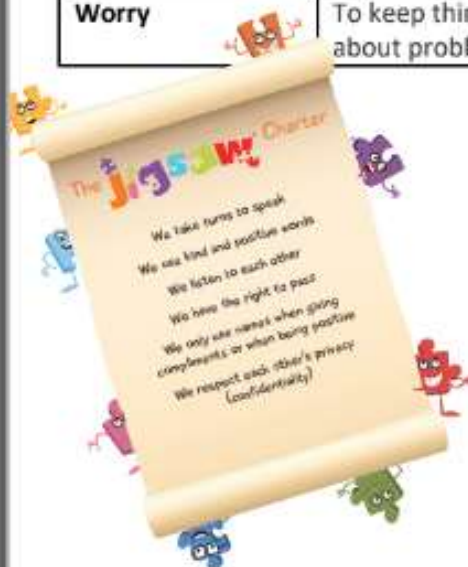 Worry
To keep thin
about probl
The Jigsaw Charter
We take turns to speak
We use kind and positive words
We listen to each other
We have the right to pass
We only use names when giving
compliments or when being positive
We respect each other's privacy
(confidentiality)